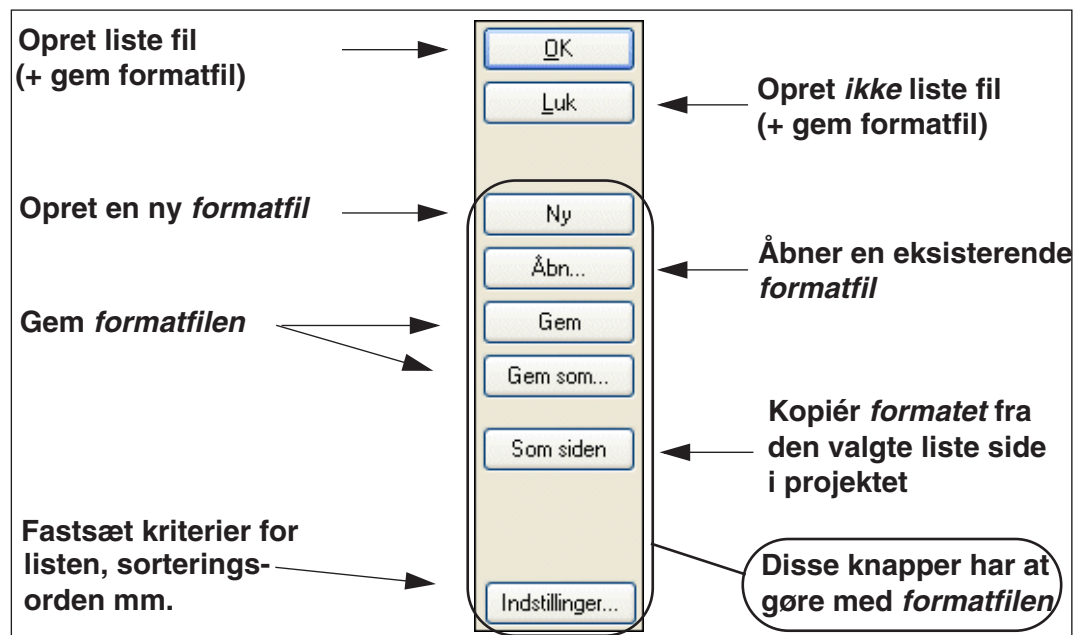 Opret liste fil
(+ gem formatfil)
OK
Luk
Opret ikke liste fil
(+ gem formatfil)
Opret en ny formatfil
Ny
Åbn...
Åbner en eksisterende
formatfil
Gem formatfilen
Gem
Gem som...
Som siden
Kopiér formatet fra
den valgte liste side
i projektet
Fastsæt kriterier for
listen, sorterings-
orden mm.
Indstillinger...
Disse knapper har at
gøre med formatfilen